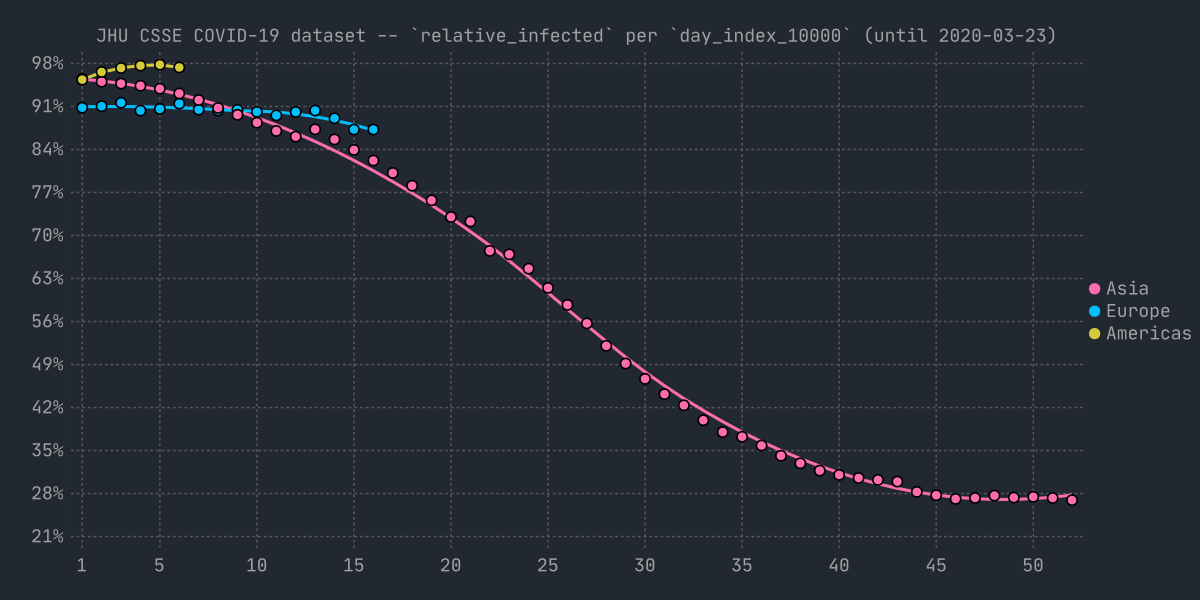 JHU CSSE COVID-19 dataset -- `relative_infected` per `day_index_10000` (until 2020-03-23)
98%
91%
84%
77%
70%
63%
56%
49%
42%
35%
28%
21%
1 5 10 15 20 25 30 35 40 45 50
Asia
Europe
Americas